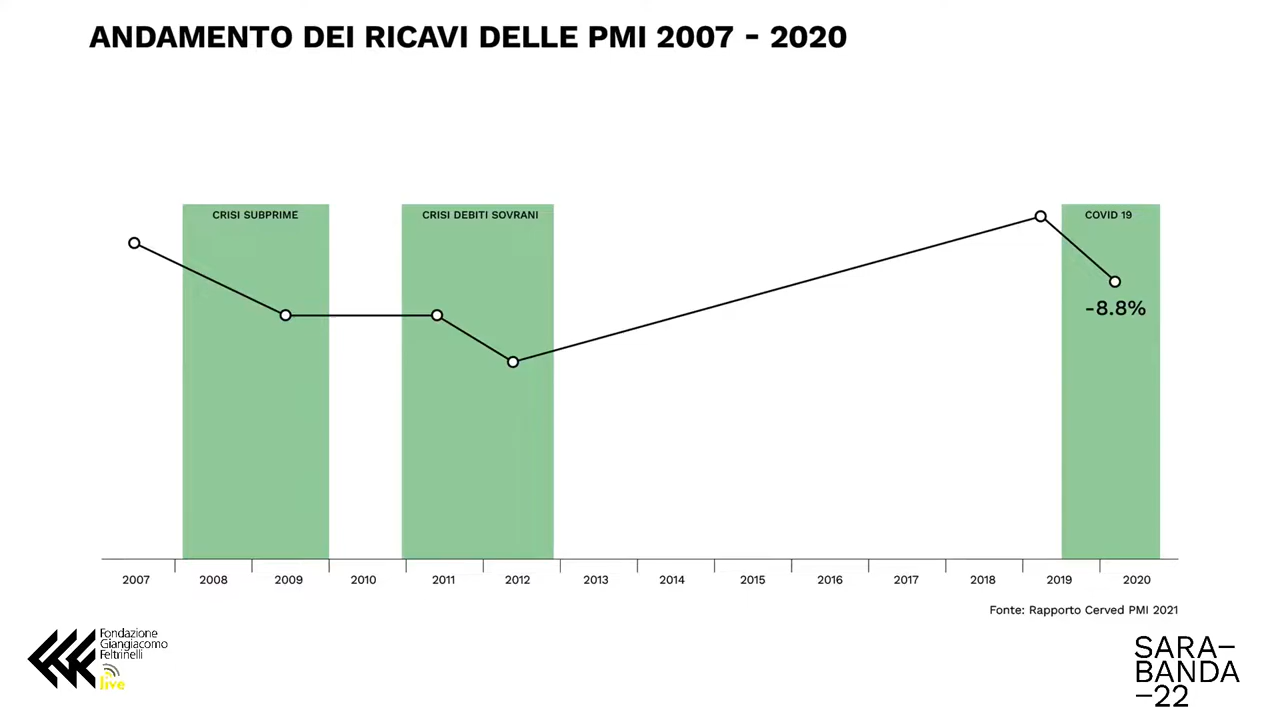 ANDAMENTO DEI RICAVI DELLE PMI 2007 - 2020
CRISI SUBPRIME
CRISI DEBITI SOVRANI
COVID 19
-8.8%
2007 2008 2009 2010 2011 2012 2013 2014 2015 2016 2017 2018 2019 2020
Fonte: Rapporto Cerved PMI 2021
Fondazione
Giangiacomo
Feltrinelli
live
SARA–
BANDA
–22